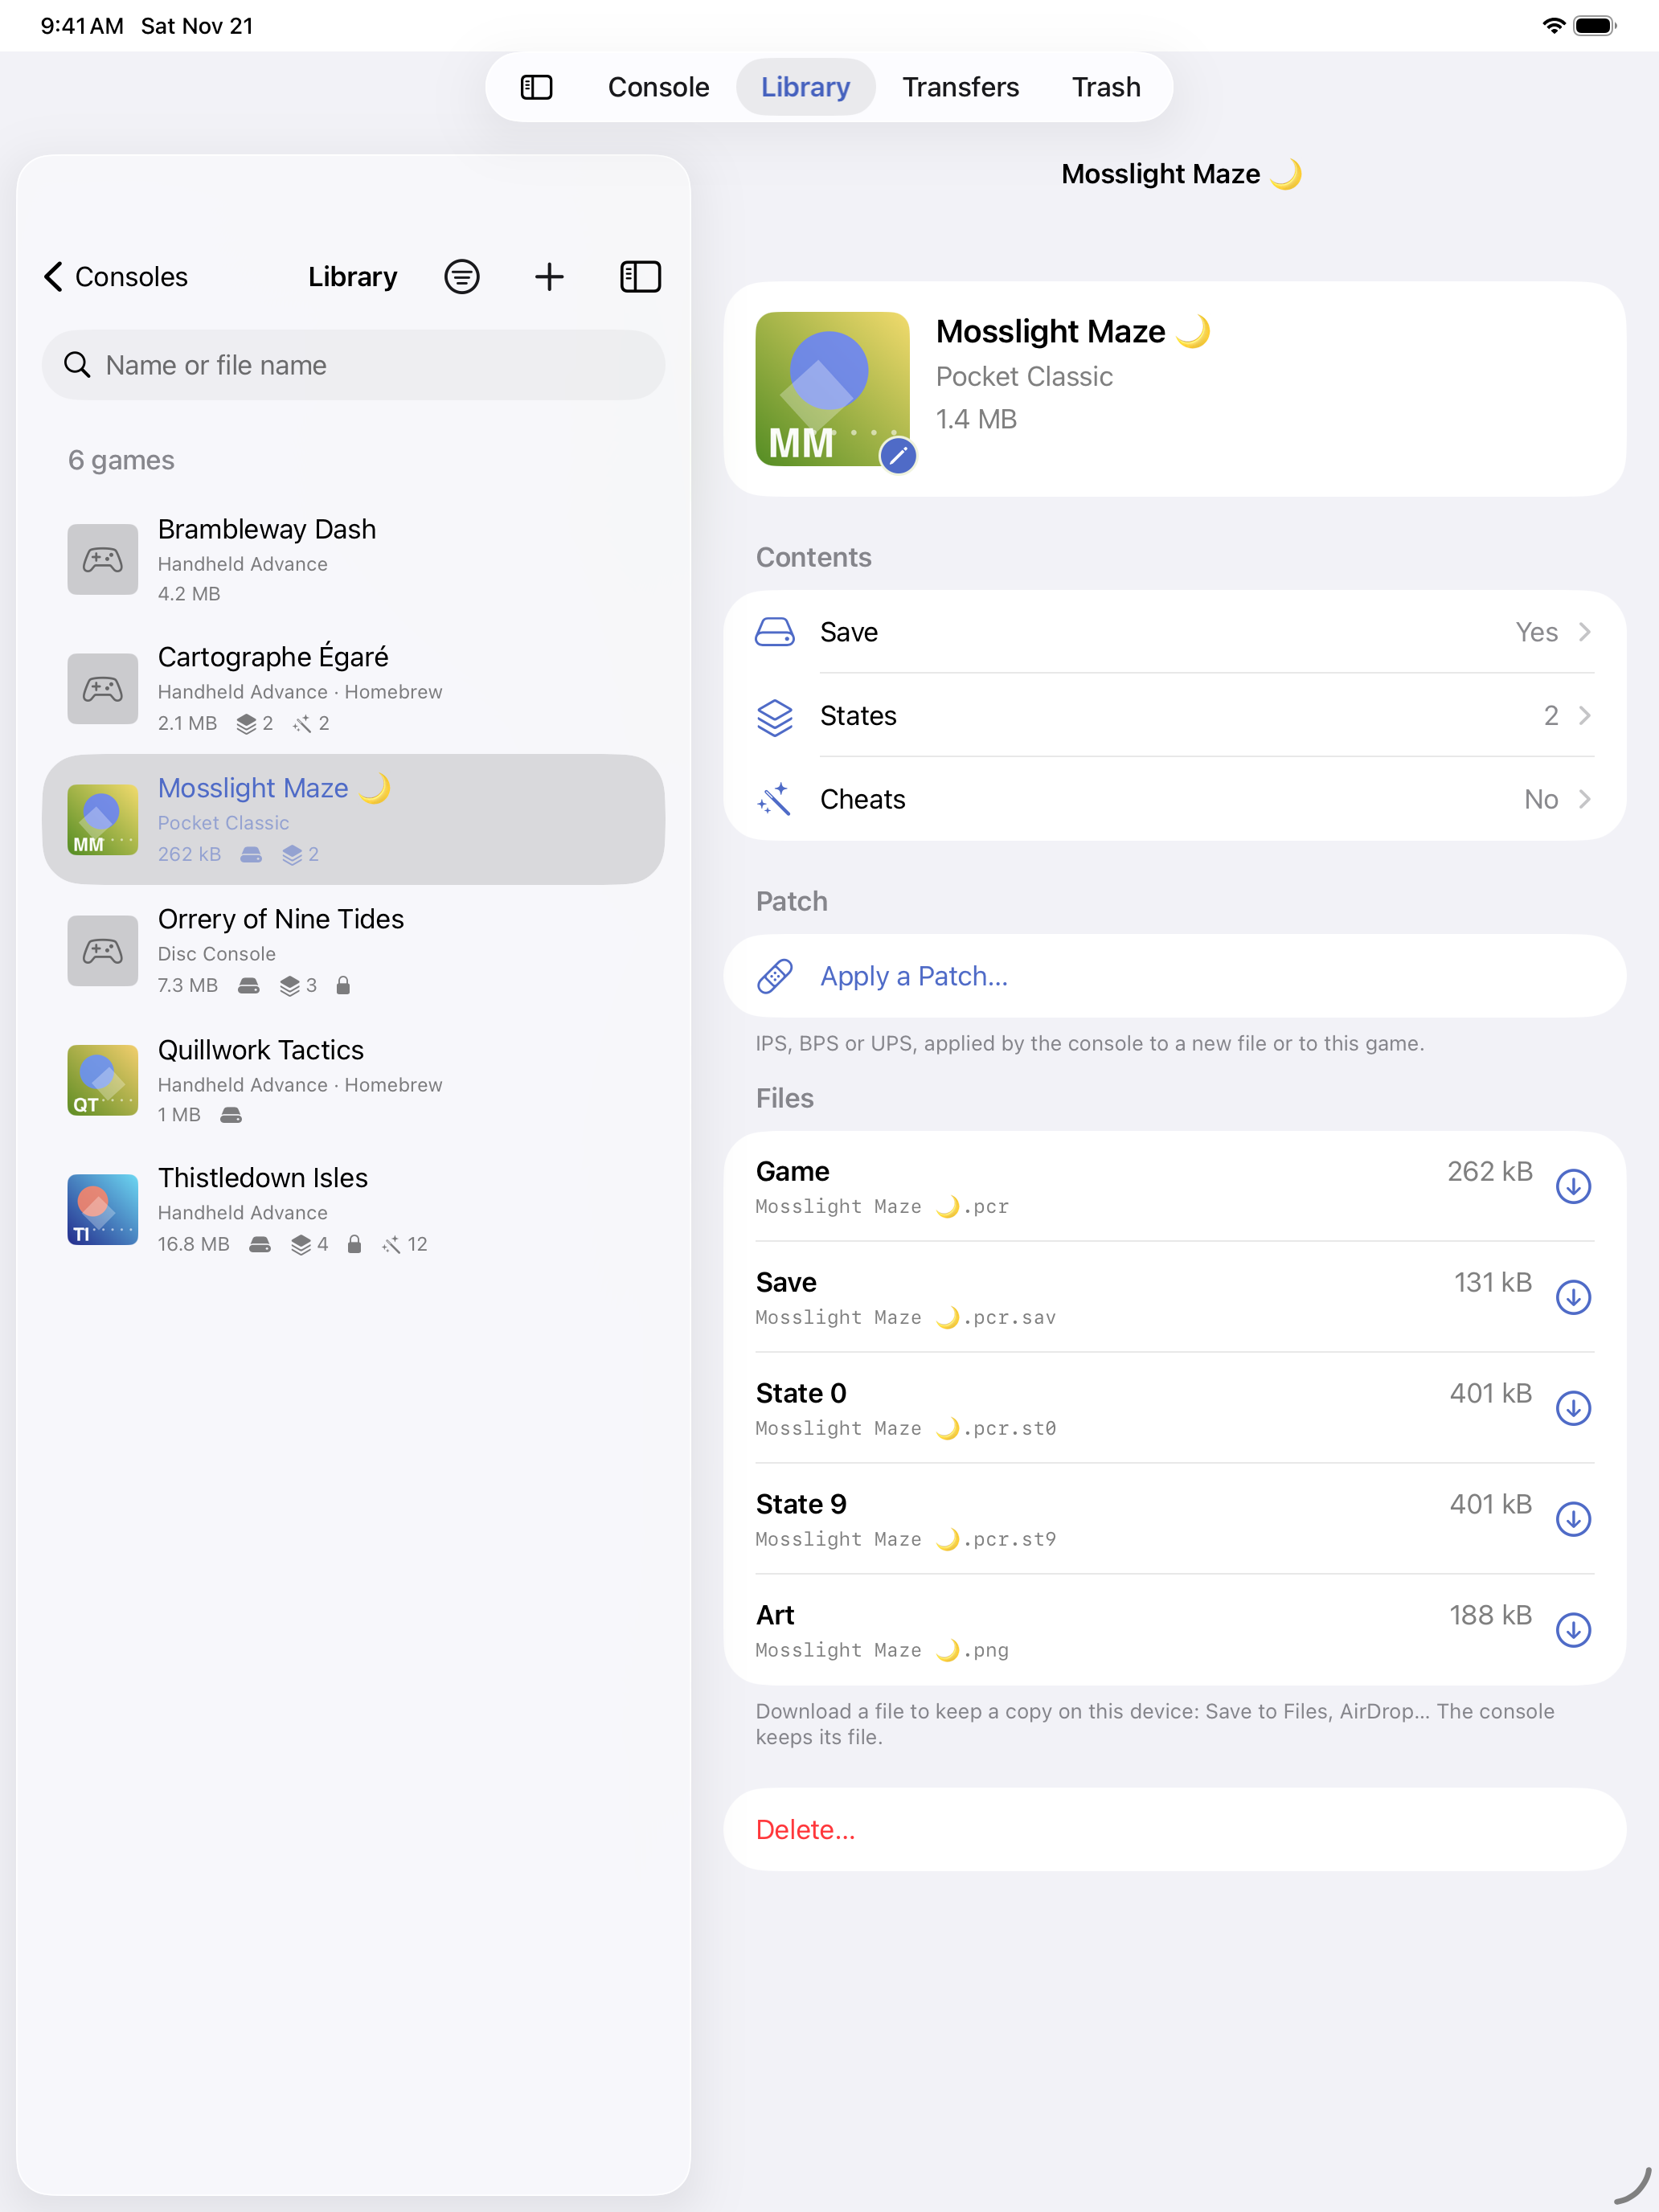 9:41 AM Sat Nov 21
Console Library Transfers Trash
Consoles Library
Name or file name
6 games
Brambleway Dash
Handheld Advance
4.2 MB
Cartographe Égaré
Handheld Advance · Homebrew
2.1 MB 2 2
MM
Mosslight Maze 🌙
Pocket Classic
262 kB 2
Orrery of Nine Tides
Disc Console
7.3 MB 3
QT
Quillwork Tactics
Handheld Advance · Homebrew
1 MB
TI
Thistledown Isles
Handheld Advance
16.8 MB 4 12
Mosslight Maze 🌙
MM
Mosslight Maze 🌙
Pocket Classic
1.4 MB
Contents
Save Yes
States 2
Cheats No
Patch
Apply a Patch...
IPS, BPS or UPS, applied by the console to a new file or to this game.
Files
Game 262 kB
Mosslight Maze 🌙.pcr
Save 131 kB
Mosslight Maze 🌙.pcr.sav
State 0 401 kB
Mosslight Maze 🌙.pcr.st0
State 9 401 kB
Mosslight Maze 🌙.pcr.st9
Art 188 kB
Mosslight Maze 🌙.png
Download a file to keep a copy on this device: Save to Files, AirDrop... The console
keeps its file.
Delete...